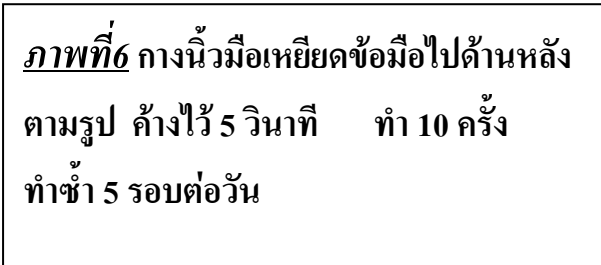 ภาพที่6 กางนิ้วมือเหยียดข้อมือไปด้านหลัง
ตามรูป ค้างไว้ 5 วินาที ทำ 10 ครั้ง
ทำซ้ำ 5 รอบต่อวัน